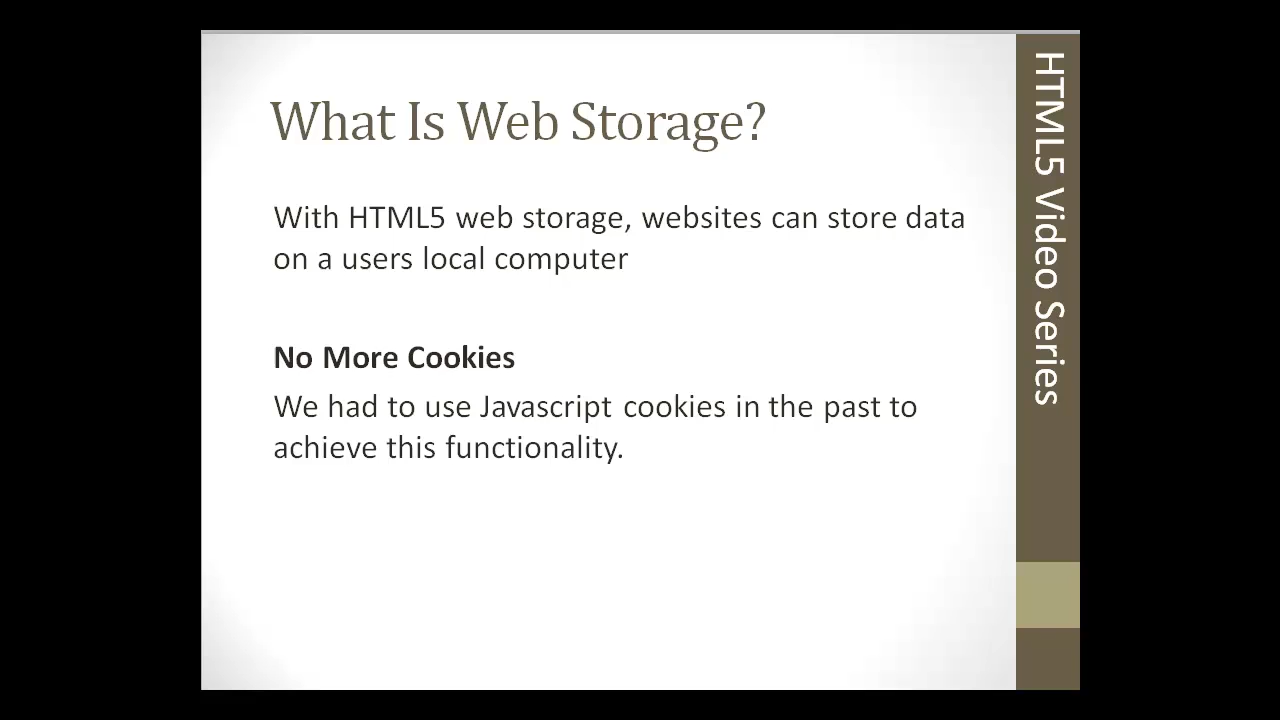 What Is Web Storage?
With HTML5 web storage, websites can store data
on a users local computer
No More Cookies
We had to use Javascript cookies in the past to
achieve this functionality.
HTML5 Video Series